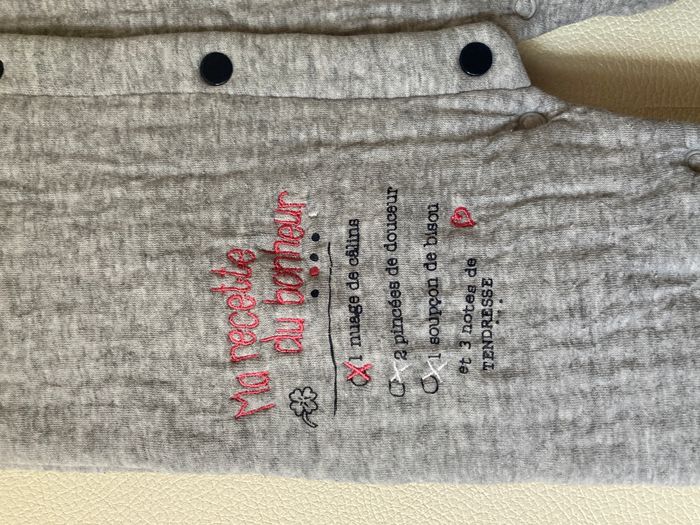 Ma recette
du bonheur
1 nuage de câlins
2 pincées de douceur
1 soupçon de bisou
et 3 notes de
TENDRESSE